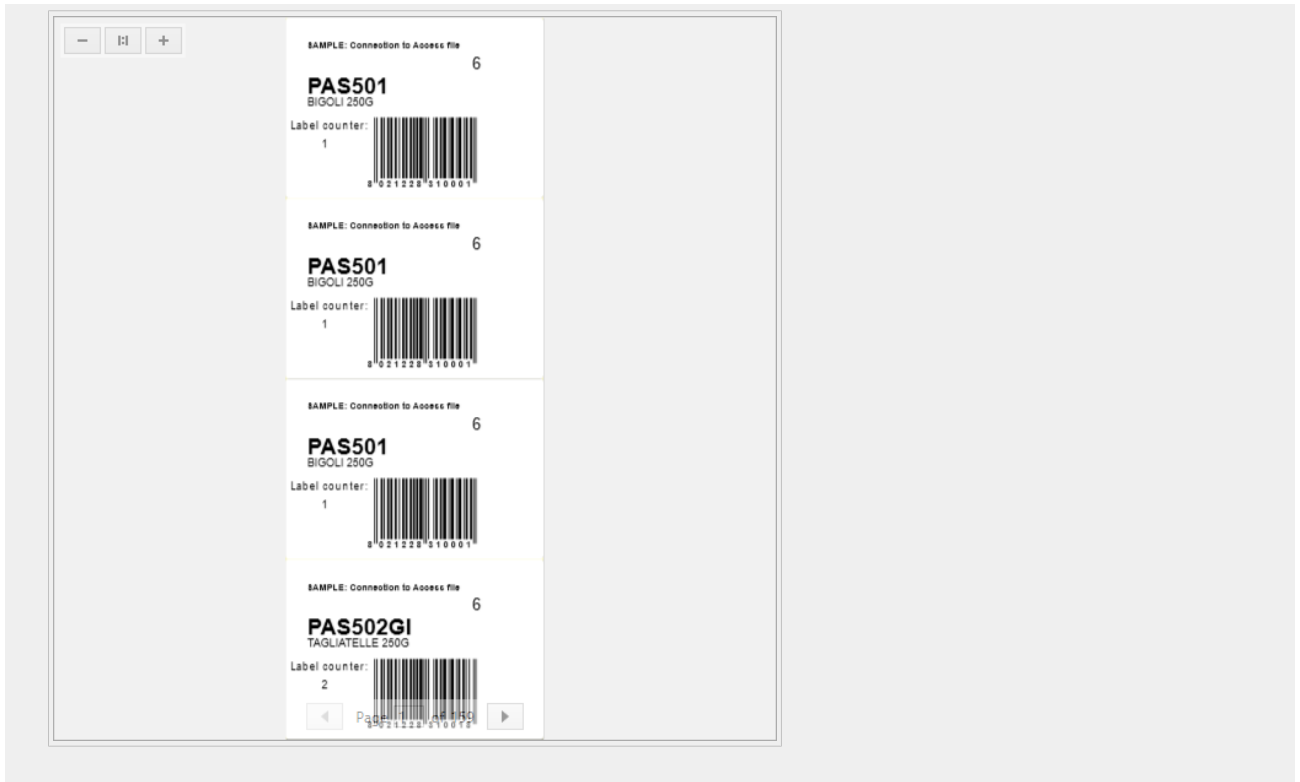 SAMPLE: Connection to Access file
6
PAS501
BIGOLI 250G
Label counter:
1
8 021228 310001
SAMPLE: Connection to Access file
6
PAS501
BIGOLI 250G
Label counter:
1
8 021228 310001
SAMPLE: Connection to Access file
6
PAS501
BIGOLI 250G
Label counter:
1
8 021228 310001
SAMPLE: Connection to Access file
6
PAS502GI
TAGLIATELLE 250G
Label counter:
2
Page 1 of 159